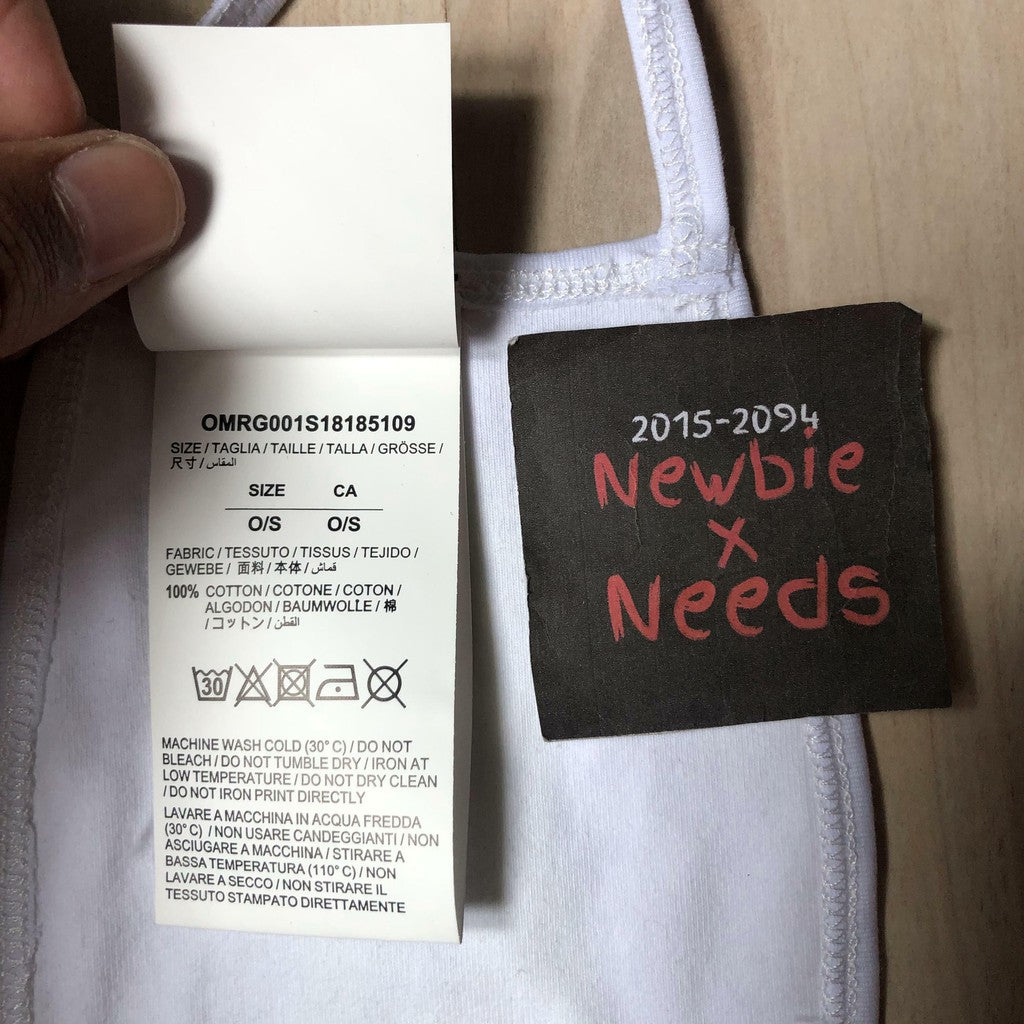 OMRG001S18185109
SIZE / TAGLIA / TAILLE / TALLA / GRÖSSE /
尺寸 / المقاس
SIZE CA
O/S O/S
FABRIC / TESSUTO / TISSUS / TEJIDO /
GEWEBE / 面料 / 本体 / قماش
100% COTTON / COTONE / COTON /
ALGODON / BAUMWOLLE / 棉
/ コットン / القطن
30
MACHINE WASH COLD (30° C) / DO NOT
BLEACH / DO NOT TUMBLE DRY / IRON AT
LOW TEMPERATURE / DO NOT DRY CLEAN
/ DO NOT IRON PRINT DIRECTLY
LAVARE A MACCHINA IN ACQUA FREDDA
(30° C) / NON USARE CANDEGGIANTI / NON
ASCIUGARE A MACCHINA / STIRARE A
BASSA TEMPERATURA (110° C) / NON
LAVARE A SECCO / NON STIRARE IL
TESSUTO STAMPATO DIRETTAMENTE
2015-2094
Newbie
x
Needs